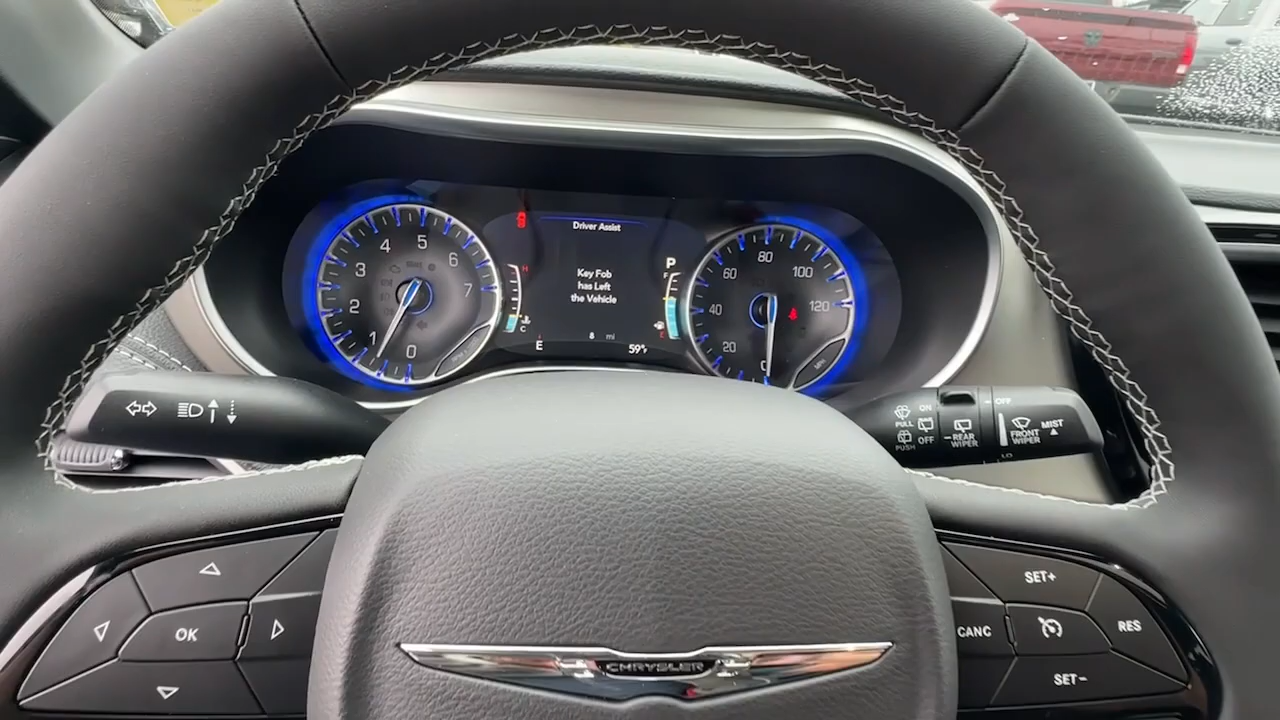 Driver Assist
Key Fob
has Left
the Vehicle
8 mi
59°F
E
H
C
P
F
0
1
2
3
4
5
6
7
0
20
40
60
80
100
120
PULL
PUSH
ON
OFF
REAR
WIPER
OFF
FRONT
WIPER
MIST
LO
OK
CHRYSLER
SET+
CANC
RES
SET-